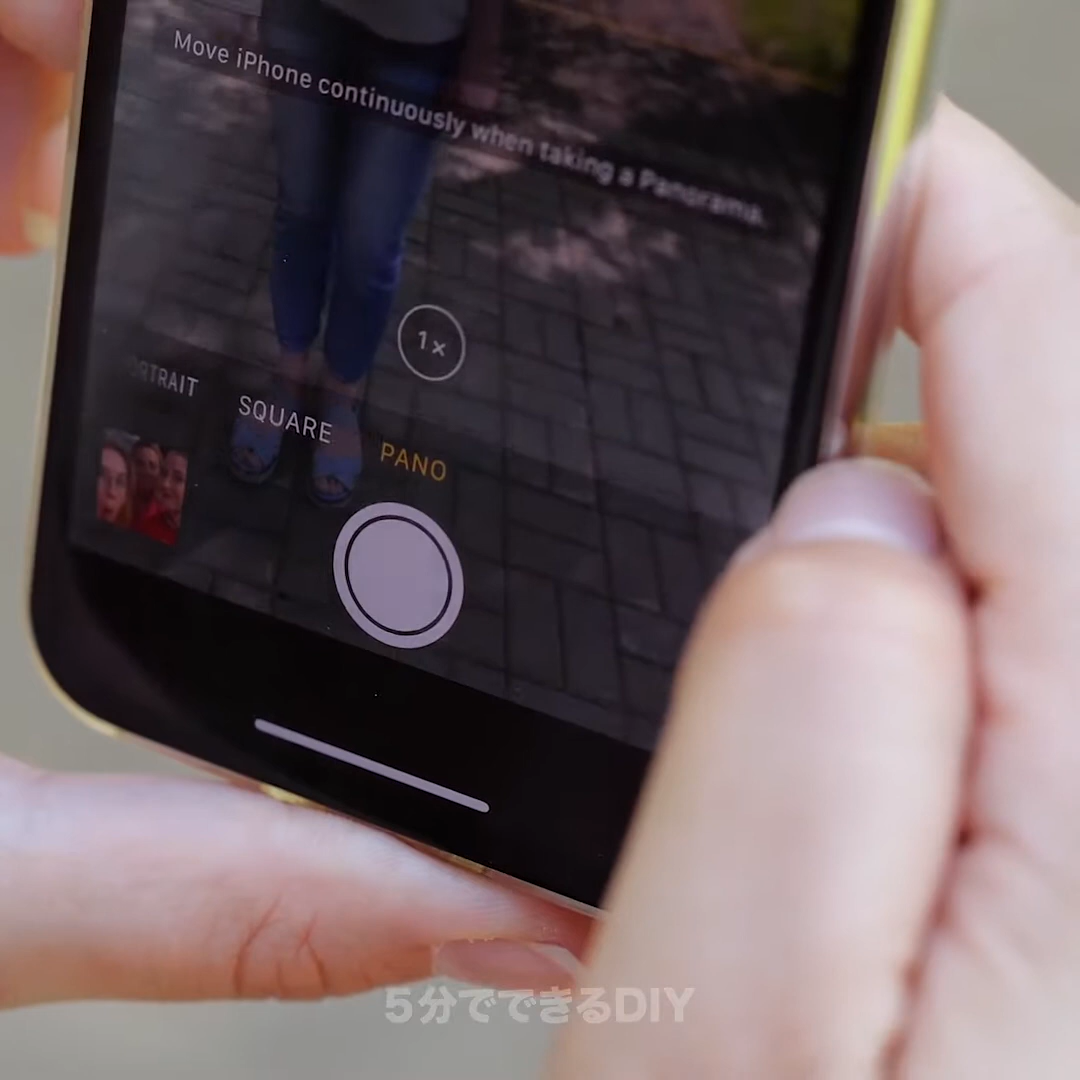 Move iPhone continuously when taking a Panorama.
1×
SQUARE
PANO
5分でできるDIY